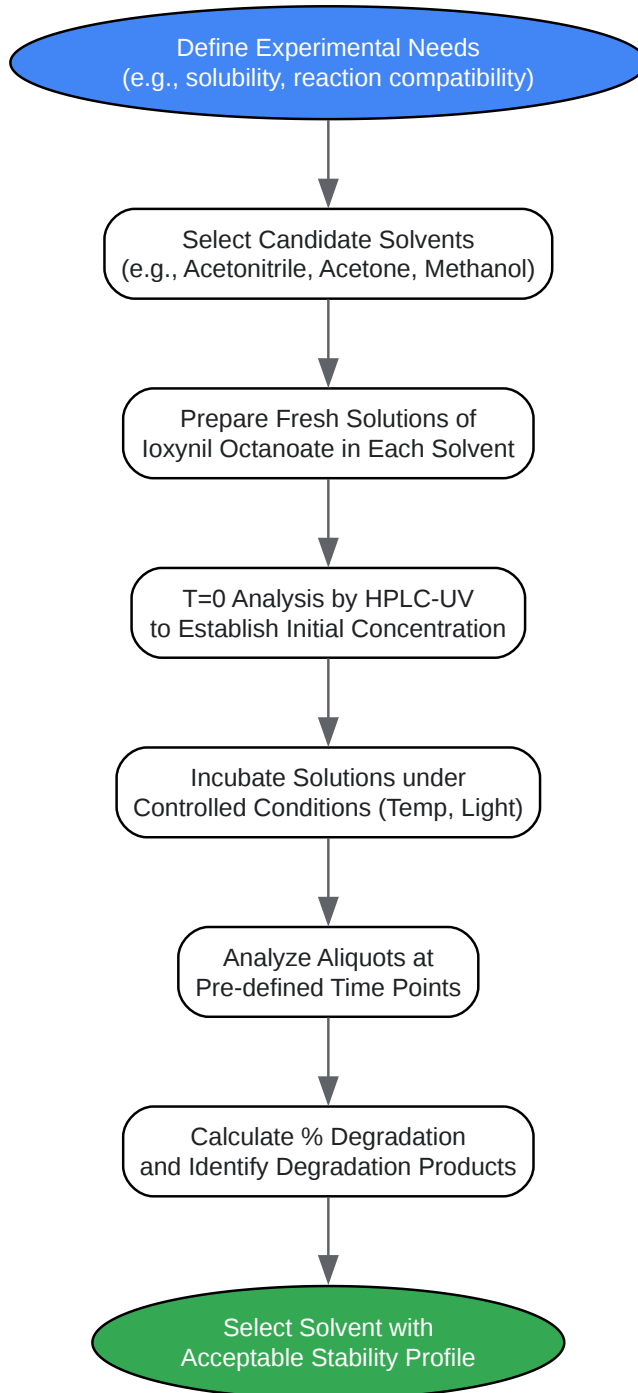 Define Experimental Needs
(e.g., solubility, reaction compatibility)
Select Candidate Solvents
(e.g., Acetonitrile, Acetone, Methanol)
Prepare Fresh Solutions of
Ioxynil Octanoate in Each Solvent
T=0 Analysis by HPLC-UV
to Establish Initial Concentration
Incubate Solutions under
Controlled Conditions (Temp, Light)
Analyze Aliquots at
Pre-defined Time Points
Calculate % Degradation
and Identify Degradation Products
Select Solvent with
Acceptable Stability Profile